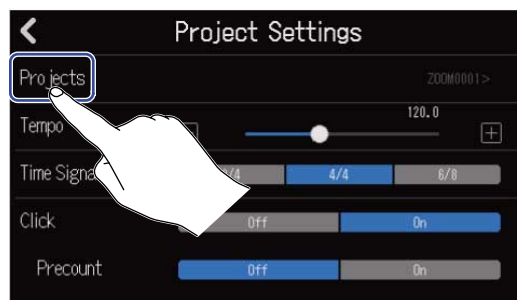 Project Settings
Projects ZOOM0001>
Tempo 120.0
Time Signa /4 4/4 6/8
Click Off On
Precount Off On